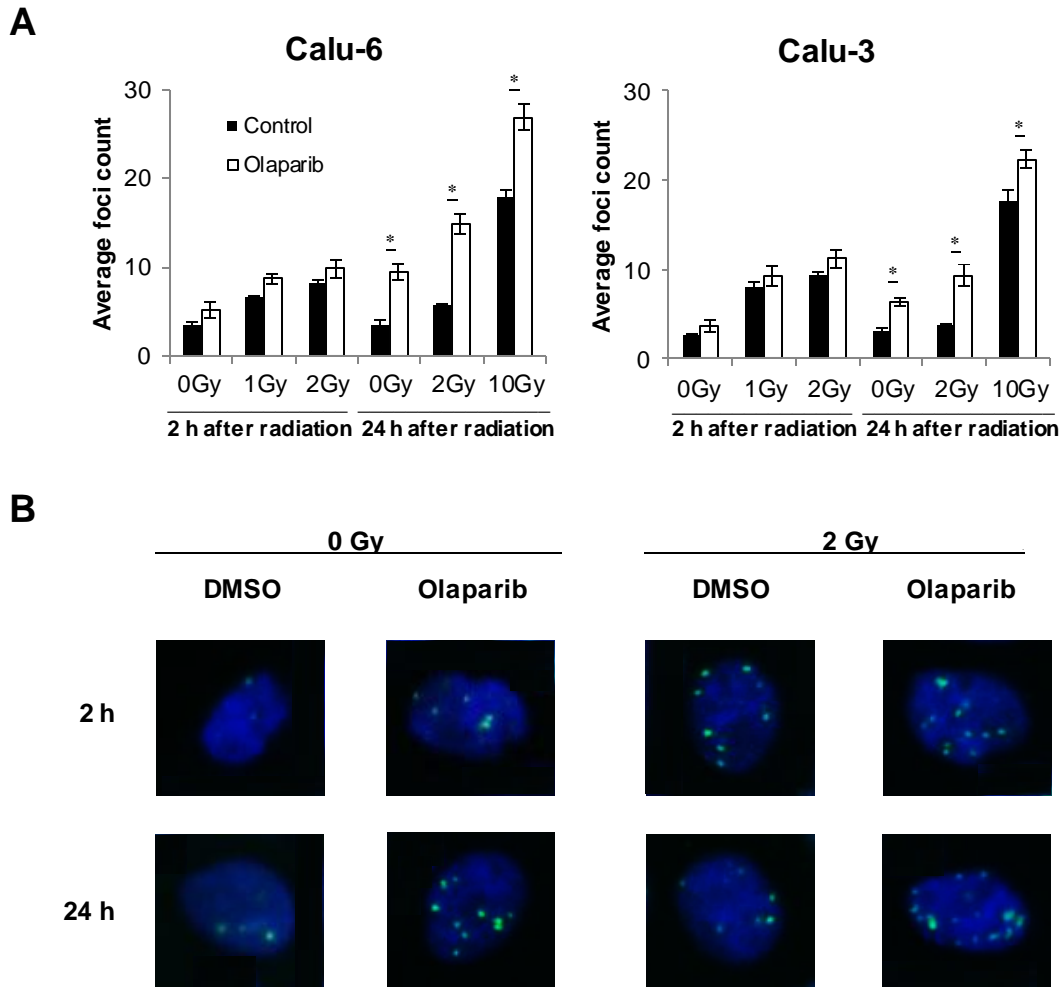 A
Calu-6
Calu-3
Average foci count
30
20
10
0
Control
Olaparib
*
*
*
0Gy 1Gy 2Gy 0Gy 2Gy 10Gy
2 h after radiation 24 h after radiation
Average foci count
30
20
10
0
*
*
*
0Gy 1Gy 2Gy 0Gy 2Gy 10Gy
2 h after radiation 24 h after radiation
B
0 Gy 2 Gy
DMSO Olaparib DMSO Olaparib
2 h
24 h